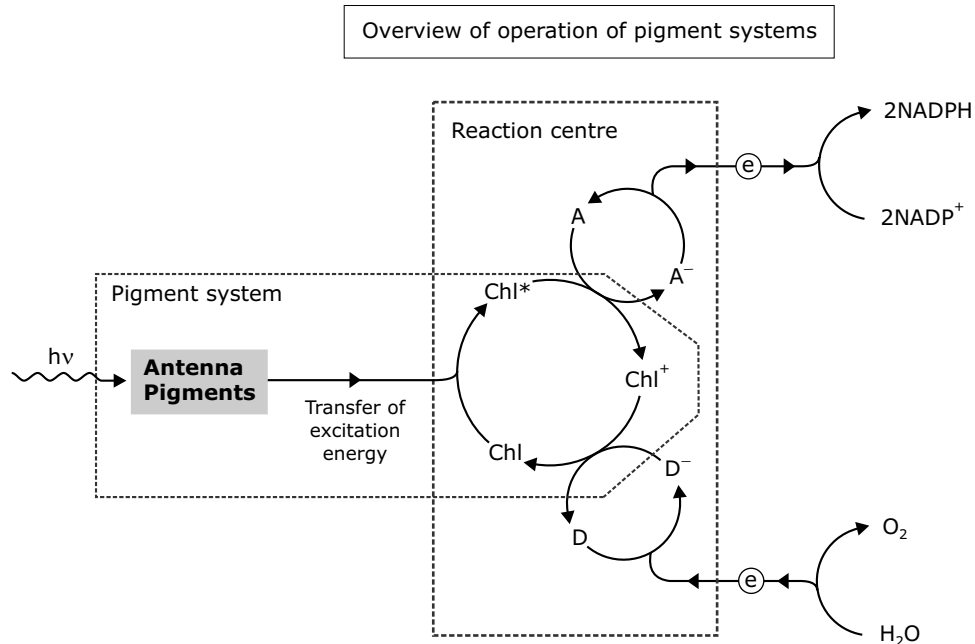 Overview of operation of pigment systems
Reaction centre
2NADPH
e
2NADP⁺
A
A⁻
Pigment system
Chl*
hν
Antenna
Pigments
Transfer of
excitation
energy
Chl⁺
Chl
D⁻
D
O₂
e
H₂O